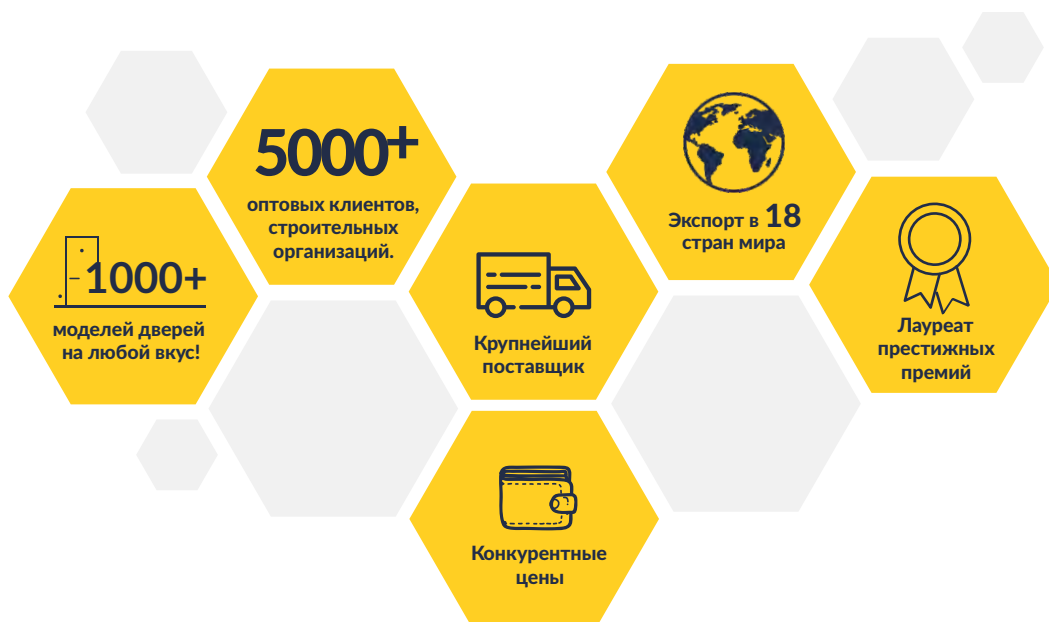 1000+
моделей дверей
на любой вкус!
5000+
оптовых клиентов,
строительных
организаций.
Крупнейший
поставщик
Конкурентные
цены
Экспорт в 18
стран мира
Лауреат
престижных
премий